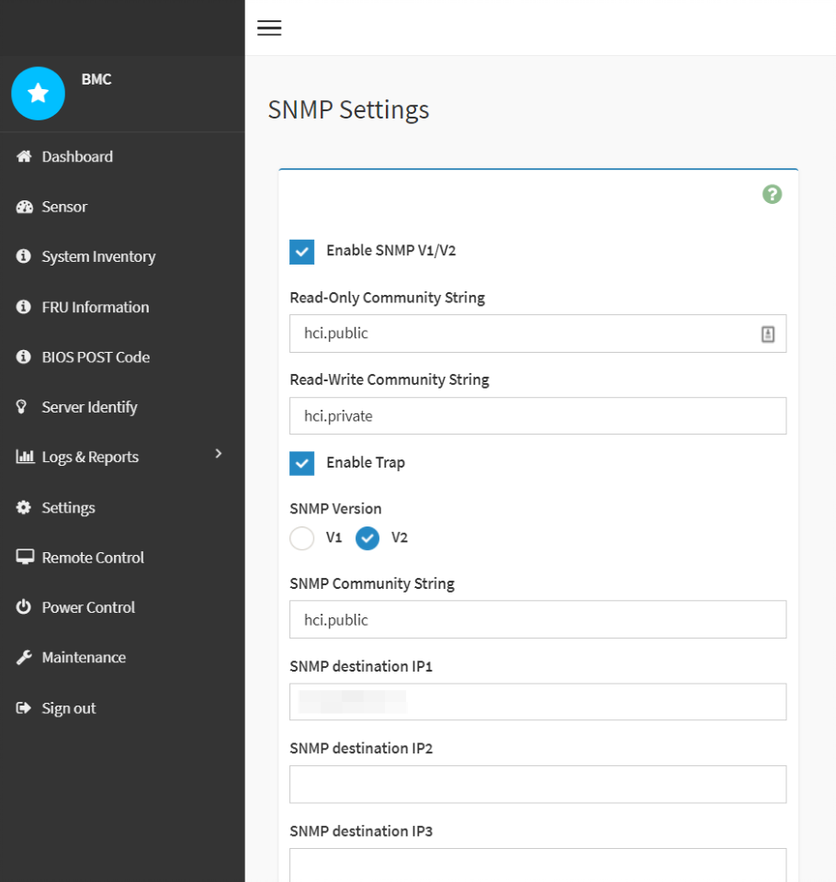 BMC
Dashboard
Sensor
System Inventory
FRU Information
BIOS POST Code
Server Identify
Logs & Reports
Settings
Remote Control
Power Control
Maintenance
Sign out
SNMP Settings
?
Enable SNMP V1/V2
Read-Only Community String
hci.public
Read-Write Community String
hci.private
Enable Trap
SNMP Version
V1 V2
SNMP Community String
hci.public
SNMP destination IP1
SNMP destination IP2
SNMP destination IP3